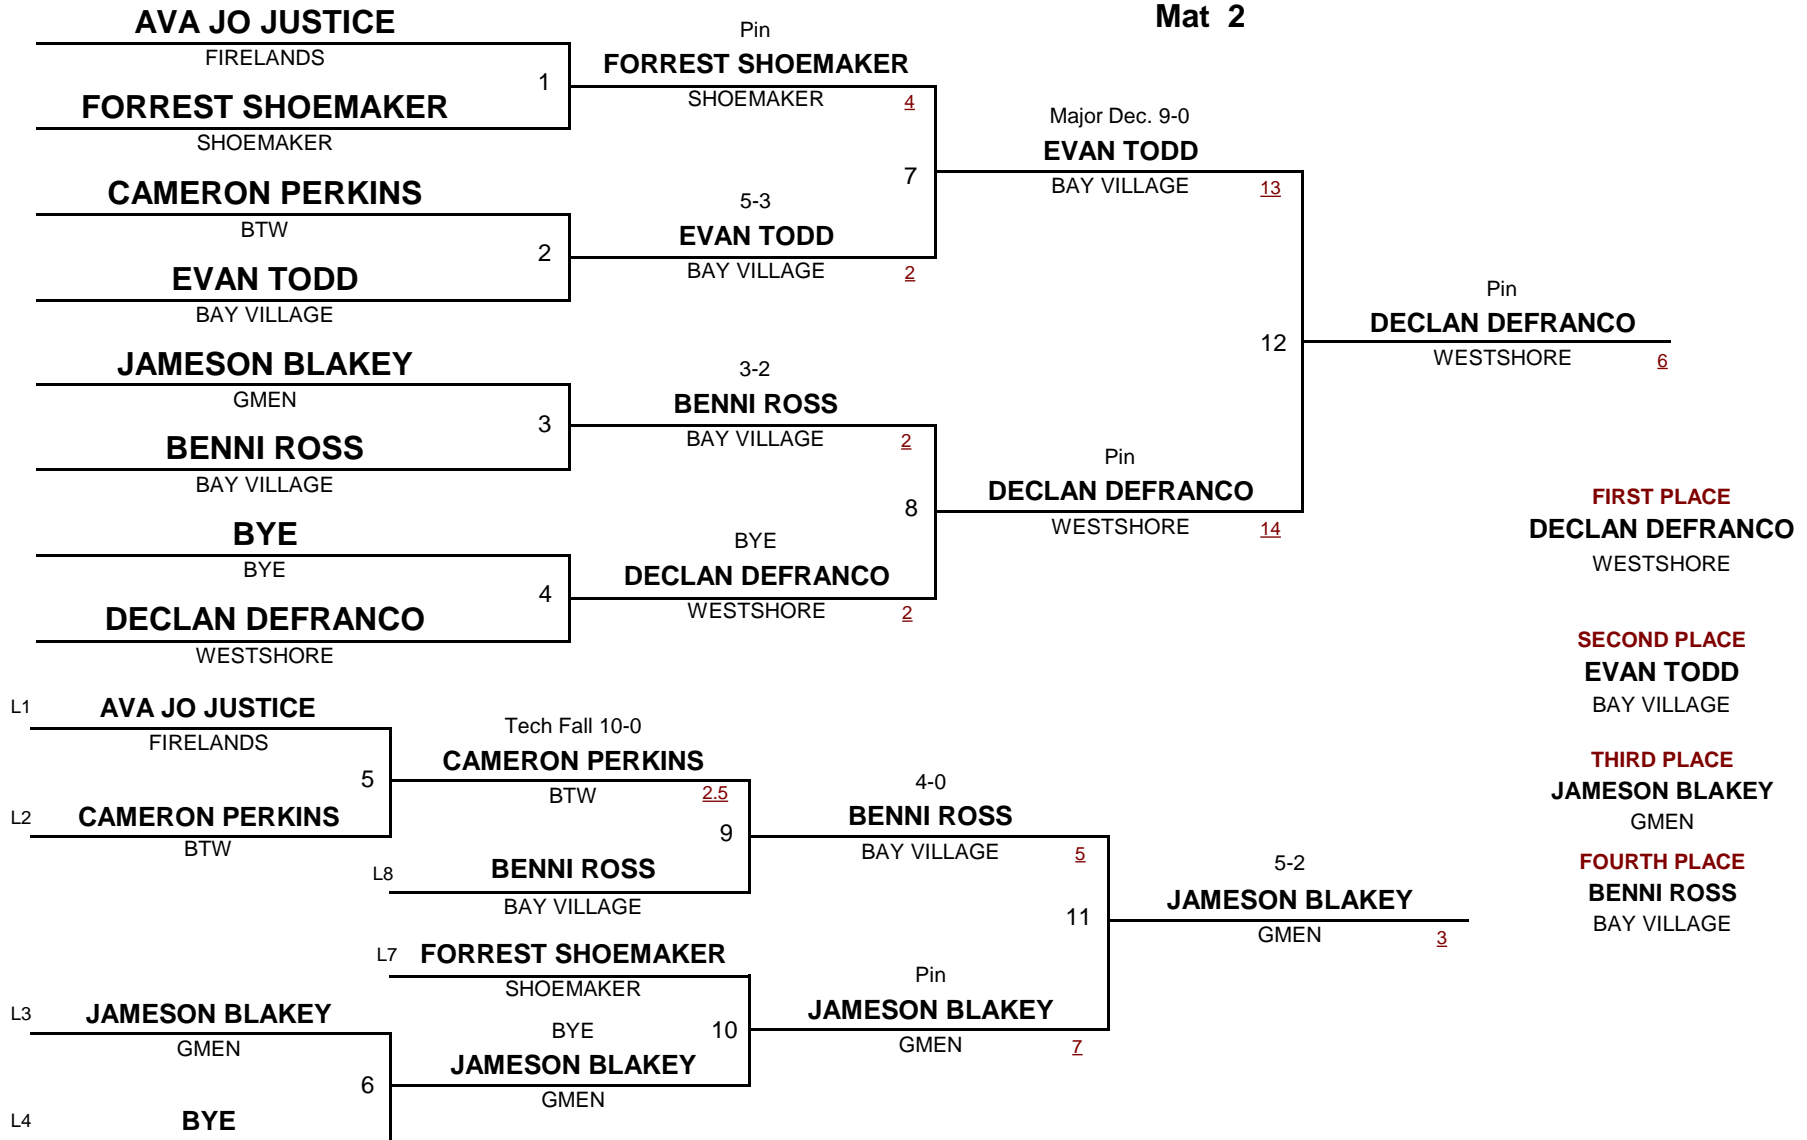 Mat 2
AVA JO JUSTICE
FIRELANDS
1
FORREST SHOEMAKER
SHOEMAKER
Pin
FORREST SHOEMAKER
SHOEMAKER 4
CAMERON PERKINS
BTW
2
EVAN TODD
BAY VILLAGE
5-3
EVAN TODD
BAY VILLAGE 2
7
Major Dec. 9-0
EVAN TODD
BAY VILLAGE 13
JAMESON BLAKEY
GMEN
3
BENNI ROSS
BAY VILLAGE
3-2
BENNI ROSS
BAY VILLAGE 2
BYE
BYE
4
DECLAN DEFRANCO
WESTSHORE
BYE
DECLAN DEFRANCO
WESTSHORE 2
8
Pin
DECLAN DEFRANCO
WESTSHORE 14
12
Pin
DECLAN DEFRANCO
WESTSHORE 6
FIRST PLACE
DECLAN DEFRANCO
WESTSHORE
SECOND PLACE
EVAN TODD
BAY VILLAGE
THIRD PLACE
JAMESON BLAKEY
GMEN
FOURTH PLACE
BENNI ROSS
BAY VILLAGE
L1 AVA JO JUSTICE
FIRELANDS
5
L2 CAMERON PERKINS
BTW
Tech Fall 10-0
CAMERON PERKINS
BTW 2.5
9
L8 BENNI ROSS
BAY VILLAGE
4-0
BENNI ROSS
BAY VILLAGE 5
L7 FORREST SHOEMAKER
SHOEMAKER
10
BYE
JAMESON BLAKEY
GMEN
L3 JAMESON BLAKEY
GMEN
6
L4 BYE
Pin
JAMESON BLAKEY
GMEN 7
11
5-2
JAMESON BLAKEY
GMEN 3